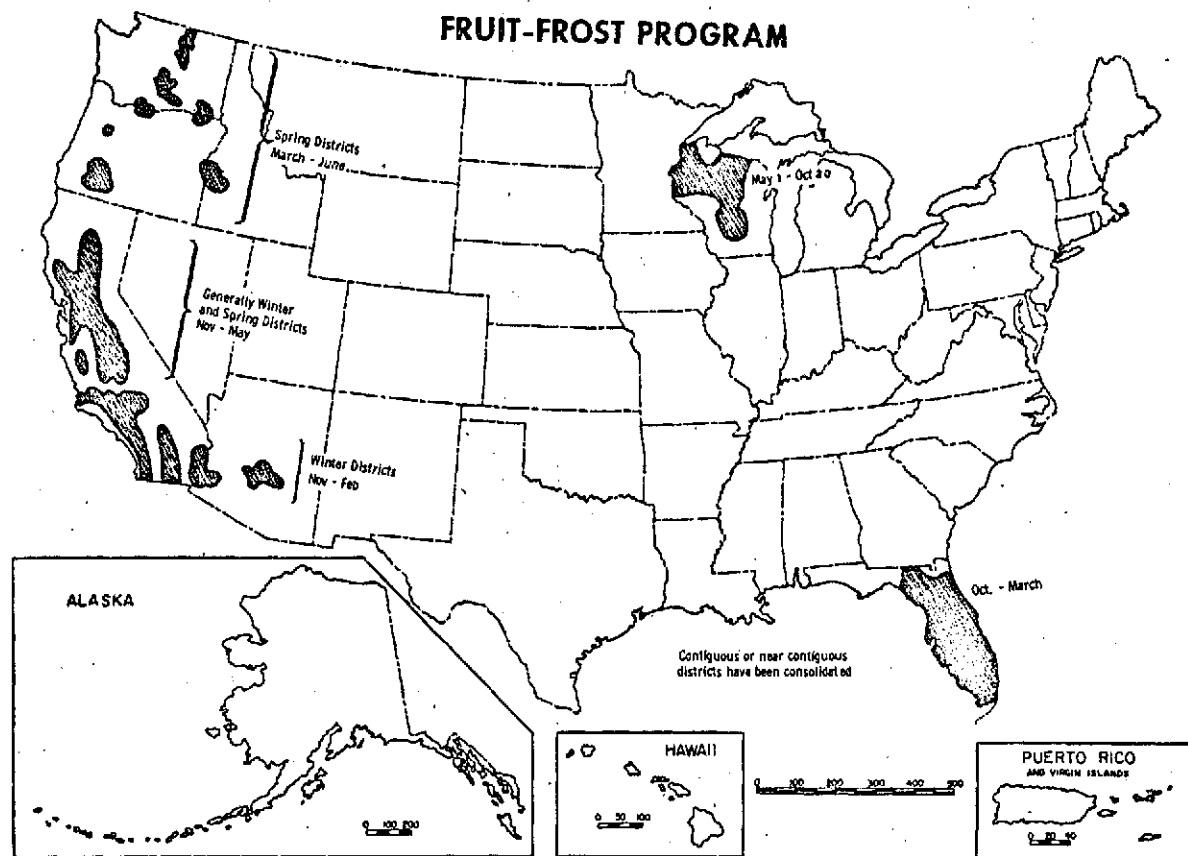 FRUIT-FROST PROGRAM
Spring Districts
March - June
May 1 - Oct 20
Generally Winter
and Spring Districts
Nov - May
Winter Districts
Nov - Feb
Oct. - March
Contiguous or near contiguous
districts have been consolidated
ALASKA
0 100 200
HAWAII
0 50 100
0 100 200 300 400 500
PUERTO RICO
AND VIRGIN ISLANDS
0 20 40